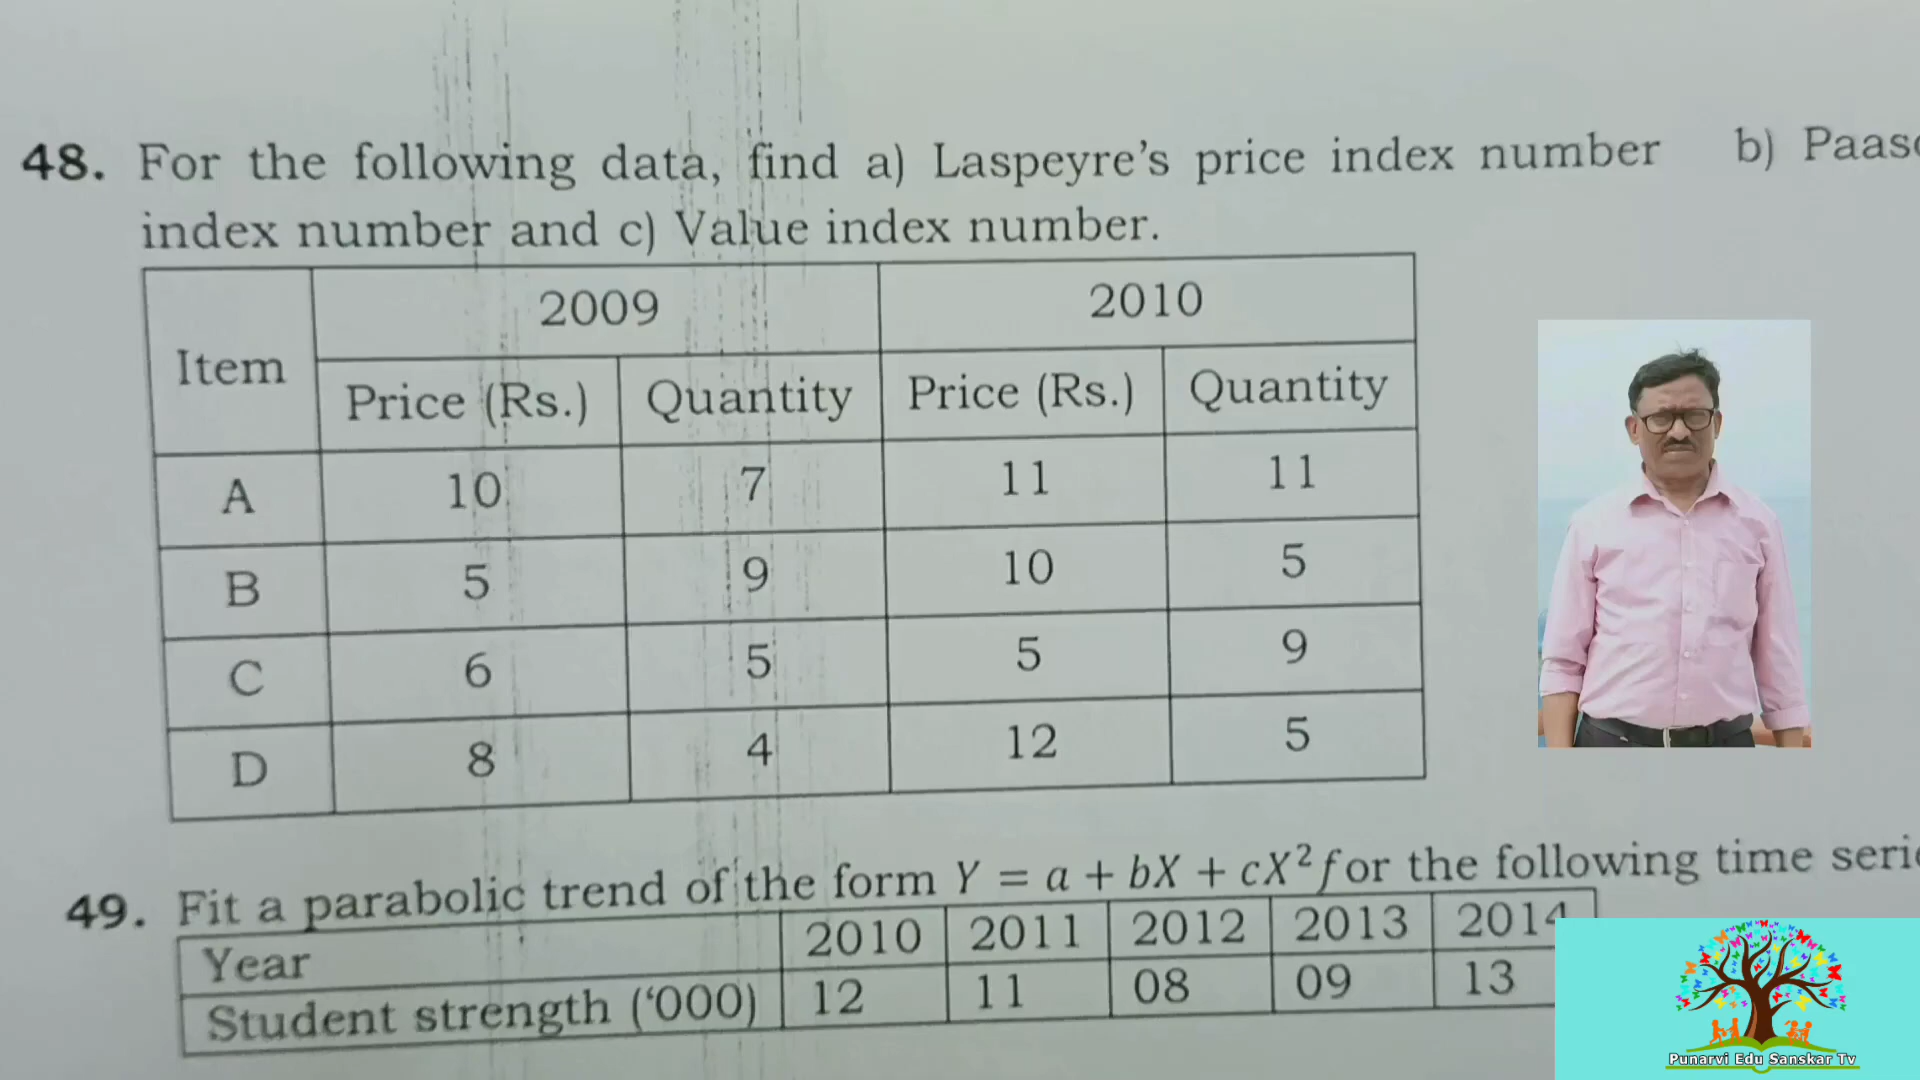 48. For the following data, find a) Laspeyre's price index number b)
index number and c) Value index number.
Item 2009 2010
Price (Rs.) Quantity Price (Rs.) Quantity
A 10 7 11 11
B 5 9 10 5
C 6 5 5 9
D 8 4 12 5
49. Fit a parabolic trend of the form Y = a + bX + cX² for the following time
Year 2010 2011 2012 2013 2014
Student strength ('000) 12 11 08 09 13
Punarvi Edu Sanskar Tv